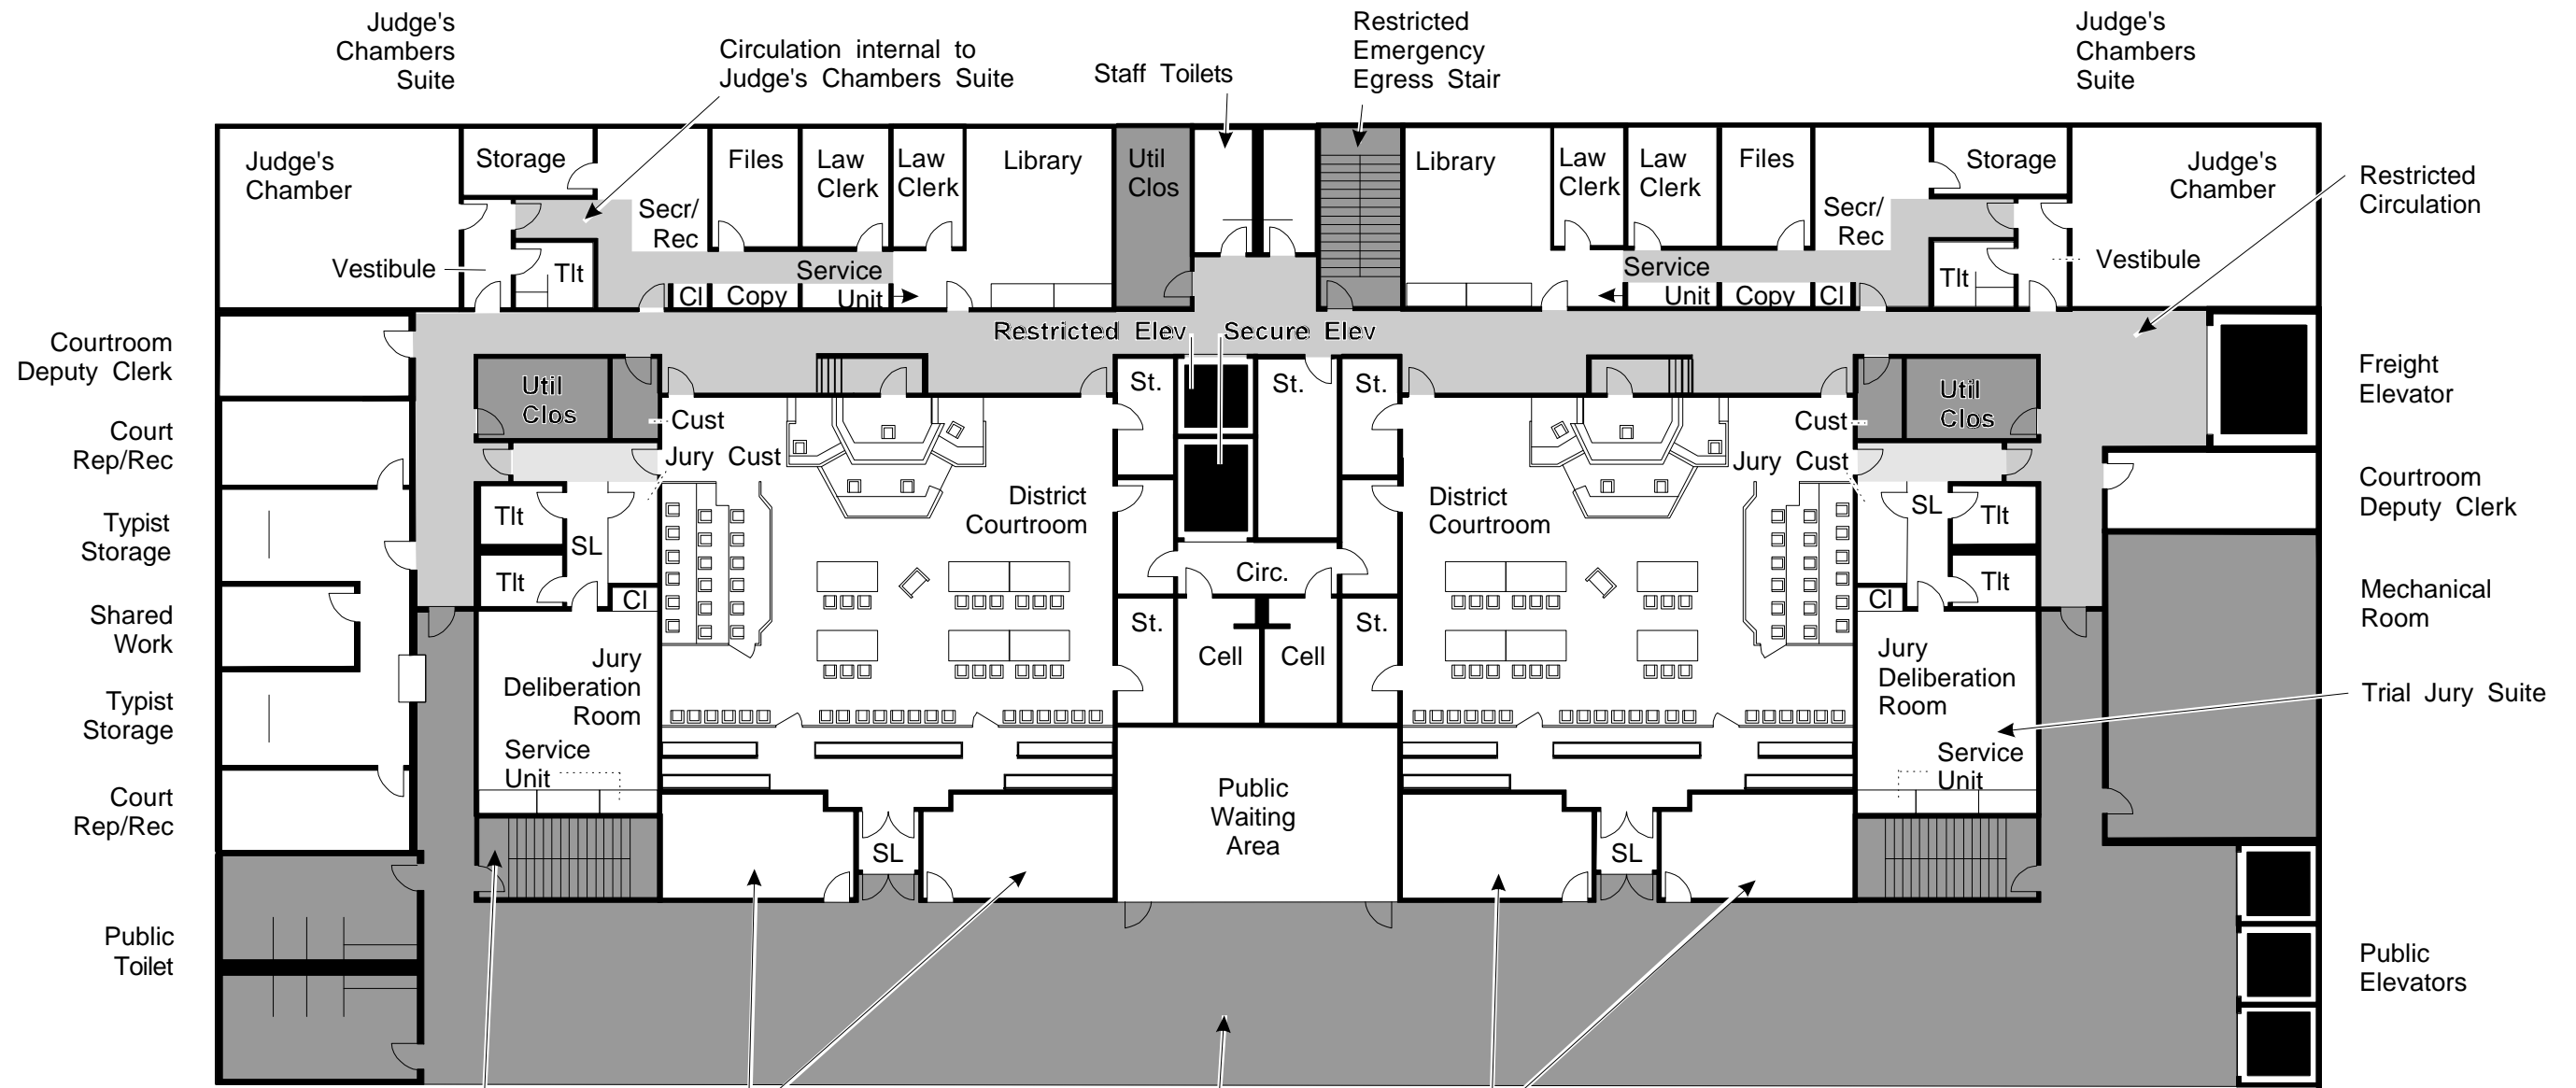 Judge's
Chambers
Suite
Circulation internal to
Judge's Chambers Suite
Staff Toilets
Restricted
Emergency
Egress Stair
Judge's
Chambers
Suite
Judge's
Chamber
Storage
Secr/
Rec
Files
Law
Clerk
Law
Clerk
Library
Util
Clos
Library
Law
Clerk
Law
Clerk
Files
Secr/
Rec
Storage
Judge's
Chamber
Restricted
Circulation
Vestibule
Tlt
Cl
Copy
Service
Unit
Service
Unit
Copy
Cl
Tlt
Vestibule
Restricted Elev
Secure Elev
Courtroom
Deputy Clerk
Util
Clos
Cust
Jury Cust
St.
St.
St.
Cust
Jury Cust
Util
Clos
Freight
Elevator
Court
Rep/Rec
District
Courtroom
District
Courtroom
Courtroom
Deputy Clerk
Typist
Storage
Tlt
SL
Tlt
Cl
Circ.
SL
Tlt
Tlt
Cl
Mechanical
Room
Shared
Work
Jury
Deliberation
Room
St.
Cell
Cell
St.
Jury
Deliberation
Room
Trial Jury Suite
Typist
Storage
Service
Unit
Service
Unit
Court
Rep/Rec
SL
Public
Waiting
Area
SL
Public
Toilet
Public
Elevators